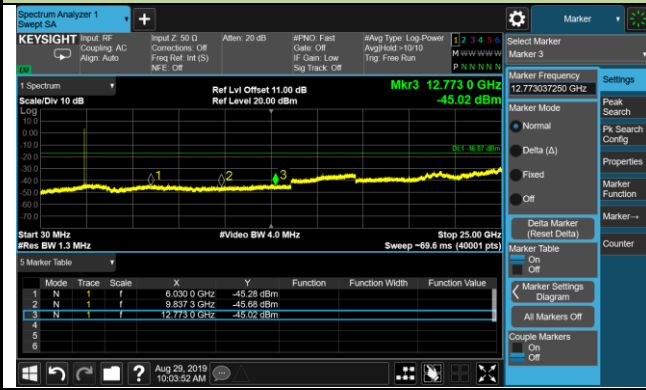 Spectrum Analyzer 1
Swept SA
+
Marker
KEYSIGHT Input: RF Input Z: 50 Ω Atten: 20 dB #PNO: Fast #Avg Type: Log-Power 1 2 3 4 5 6
Coupling: AC Corrections: Off Gate: Off Avg|Hold:>10/10 M W W W W W
Align: Auto Freq Ref: Int (S) IF Gain: Low Trig: Free Run
NFE: Off Sig Track: Off P N N N N N
Select Marker
Marker 3
1 Spectrum
Ref Lvl Offset 11.00 dB Mkr3 12.773 0 GHz
Scale/Div 10 dB Ref Level 20.00 dBm -45.02 dBm
Log
10.0
0.00
-10.0
-20.0
-30.0
-40.0
-50.0
-60.0
-70.0
DL1 -16.87 dBm
1
2
3
Start 30 MHz #Video BW 4.0 MHz Stop 25.00 GHz
#Res BW 1.3 MHz Sweep ~69.6 ms (40001 pts)
5 Marker Table
Mode Trace Scale X Y Function Function Width Function Value
1 N 1 f 6.030 0 GHz -45.28 dBm
2 N 1 f 9.837 3 GHz -45.68 dBm
3 N 1 f 12.773 0 GHz -45.02 dBm
4
5
6
Marker Frequency
12.773037250 GHz
Marker Mode
Normal
Delta (Δ)
Fixed
Off
Delta Marker
(Reset Delta)
Marker Table
On
Off
Marker Settings
Diagram
All Markers Off
Couple Markers
On
Off
Settings
Peak
Search
Pk Search
Config
Properties
Marker
Function
Marker→
Counter
?
Aug 29, 2019
10:03:52 AM